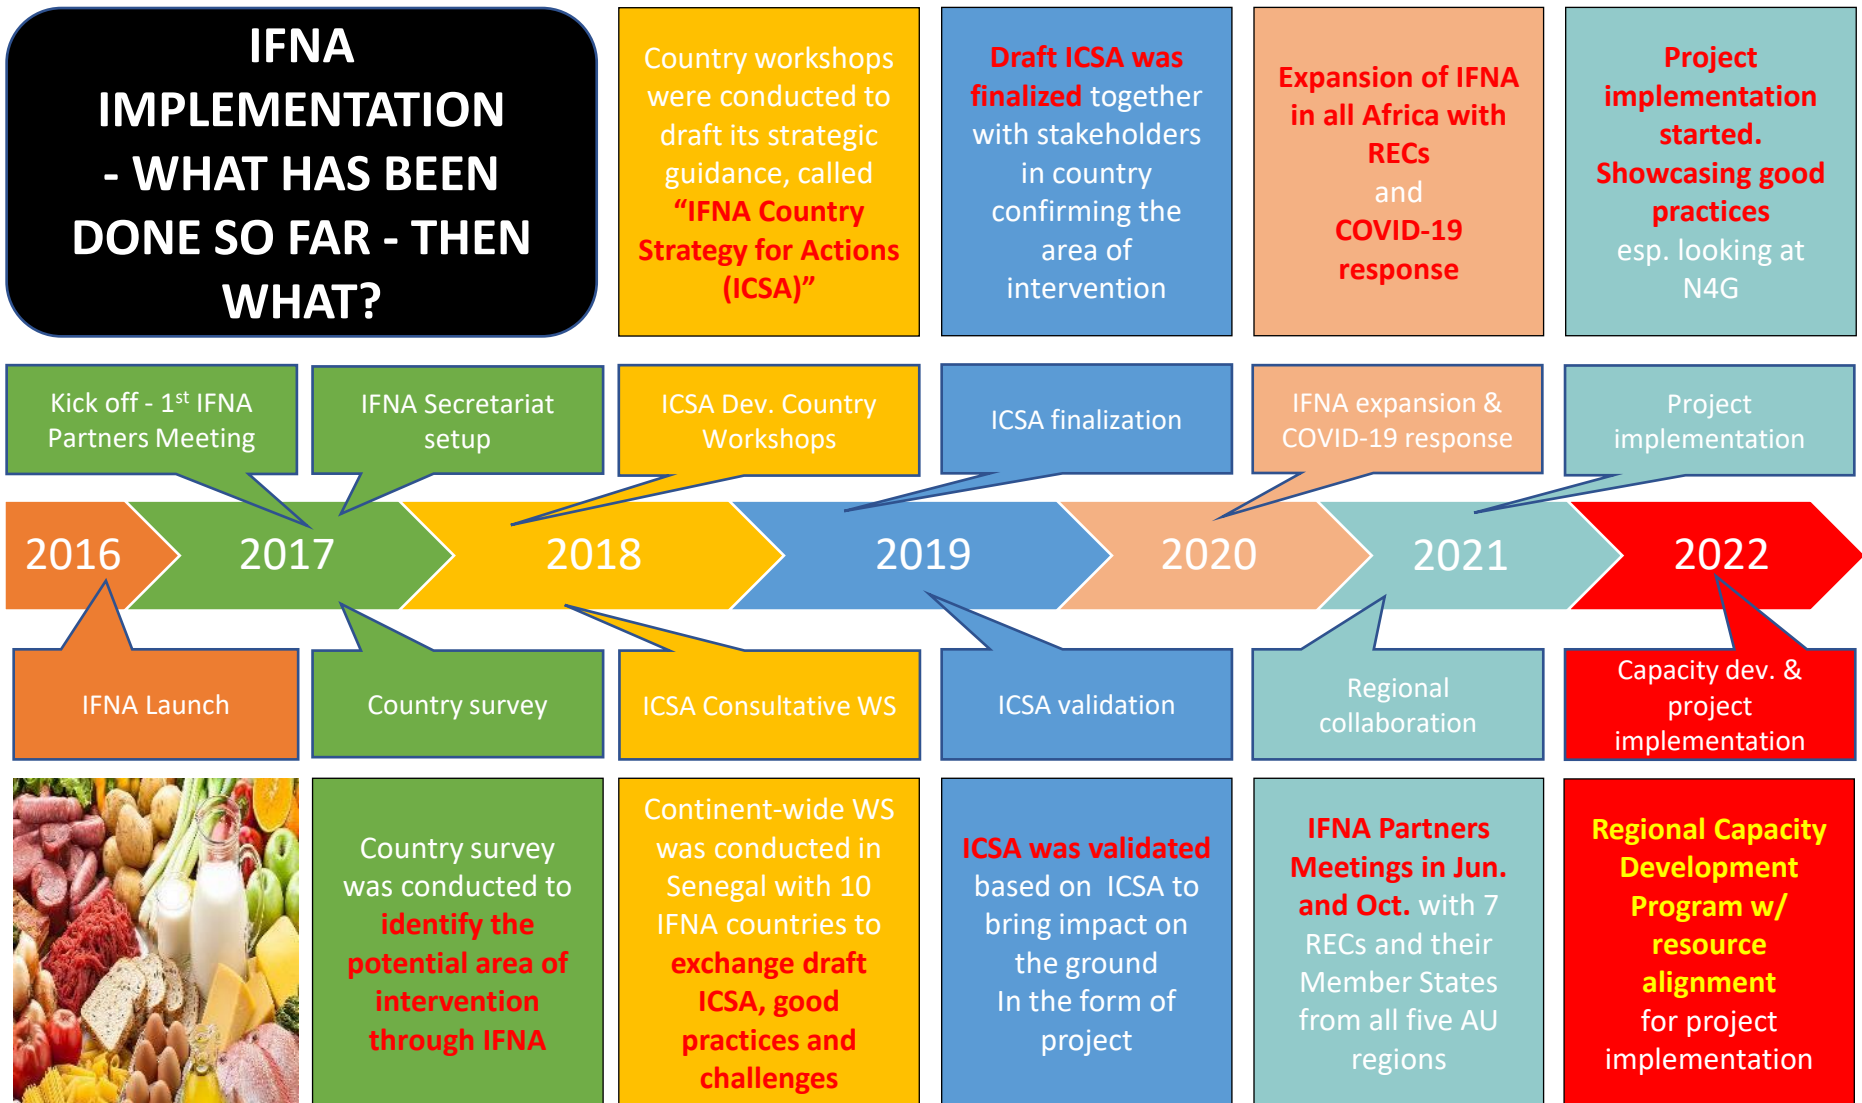 IFNA
IMPLEMENTATION
- WHAT HAS BEEN
DONE SO FAR - THEN
WHAT?
Country workshops
were conducted to
draft its strategic
guidance, called
“IFNA Country
Strategy for Actions
(ICSA)”
Draft ICSA was
finalized together
with stakeholders
in country
confirming the
area of
intervention
Expansion of IFNA
in all Africa with
RECs
and
COVID-19
response
Project
implementation
started.
Showcasing good
practices
esp. looking at
N4G
Kick off - 1st IFNA
Partners Meeting
IFNA Secretariat
setup
ICSA Dev. Country
Workshops
ICSA finalization
IFNA expansion &
COVID-19 response
Project
implementation
2016
2017
2018
2019
2020
2021
2022
IFNA Launch
Country survey
ICSA Consultative WS
ICSA validation
Regional
collaboration
Capacity dev. &
project
implementation
Country survey
was conducted to
identify the
potential area of
intervention
through IFNA
Continent-wide WS
was conducted in
Senegal with 10
IFNA countries to
exchange draft
ICSA, good
practices and
challenges
ICSA was validated
based on ICSA to
bring impact on
the ground
In the form of
project
IFNA Partners
Meetings in Jun.
and Oct. with 7
RECs and their
Member States
from all five AU
regions
Regional Capacity
Development
Program w/
resource
alignment
for project
implementation